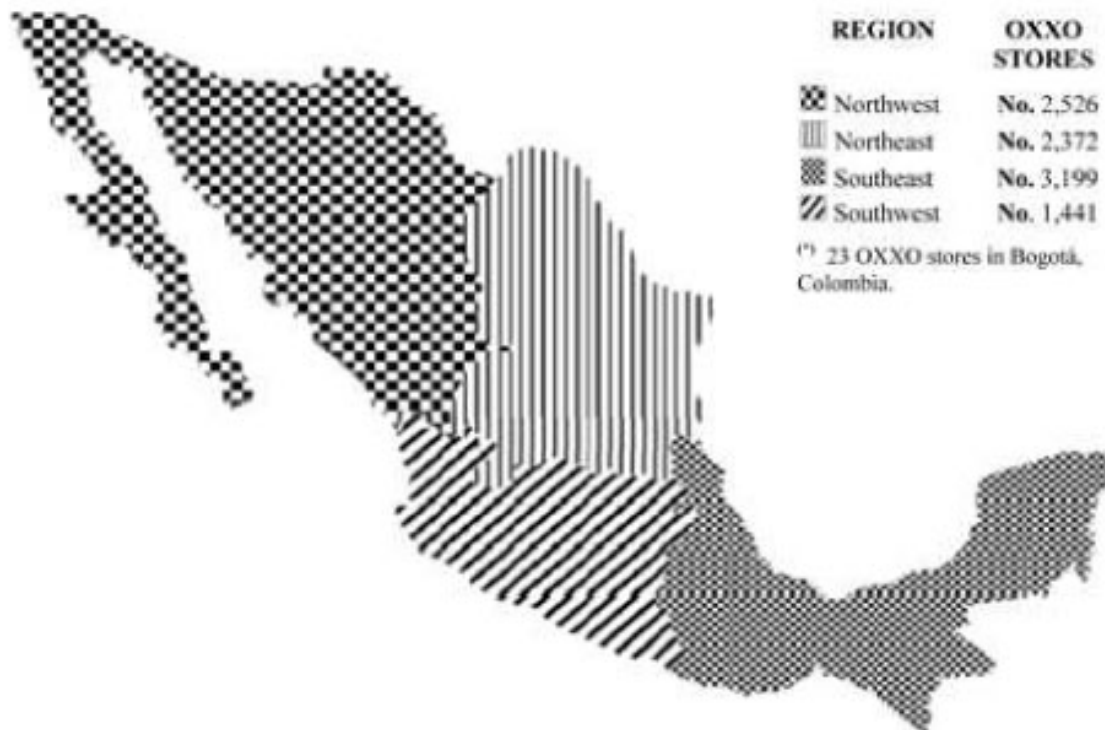 REGION OXXO
STORES
Northwest No. 2,526
Northeast No. 2,372
Southeast No. 3,199
Southwest No. 1,441
(*) 23 OXXO stores in Bogotá,
Colombia.